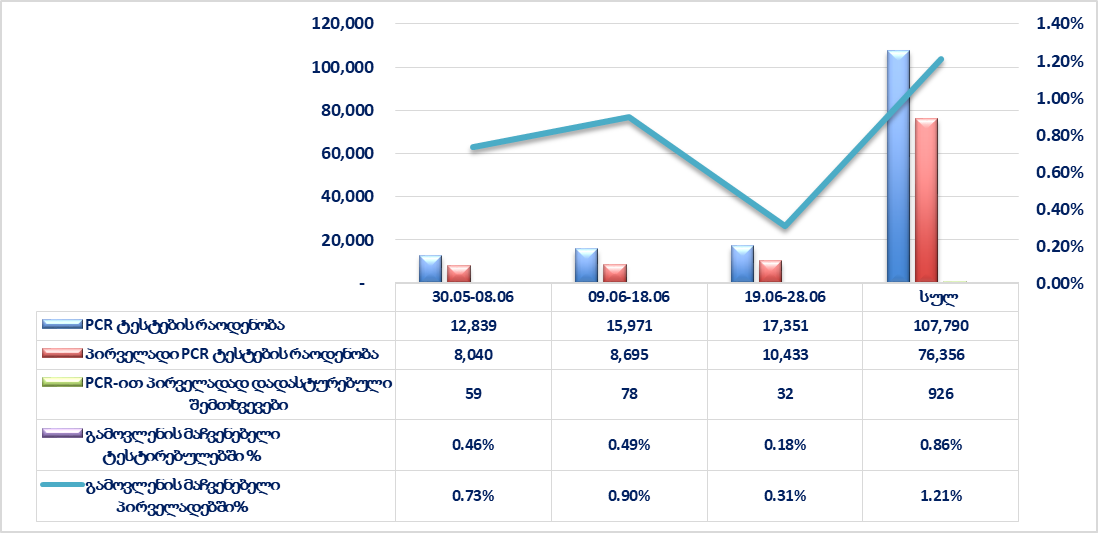 120,000
100,000
80,000
60,000
40,000
20,000
-
1.40%
1.20%
1.00%
0.80%
0.60%
0.40%
0.20%
0.00%
30.05-08.06 09.06-18.06 19.06-28.06 სულ
PCR ტესტების რაოდენობა 12,839 15,971 17,351 107,790
პირველადი PCR ტესტების რაოდენობა 8,040 8,695 10,433 76,356
PCR-ით პირველადად დადასტურებული
შემთხვევები 59 78 32 926
გამოვლენის მაჩვენებელი
ტესტირებულებში % 0.46% 0.49% 0.18% 0.86%
გამოვლენის მაჩვენებელი
პირველადებში% 0.73% 0.90% 0.31% 1.21%